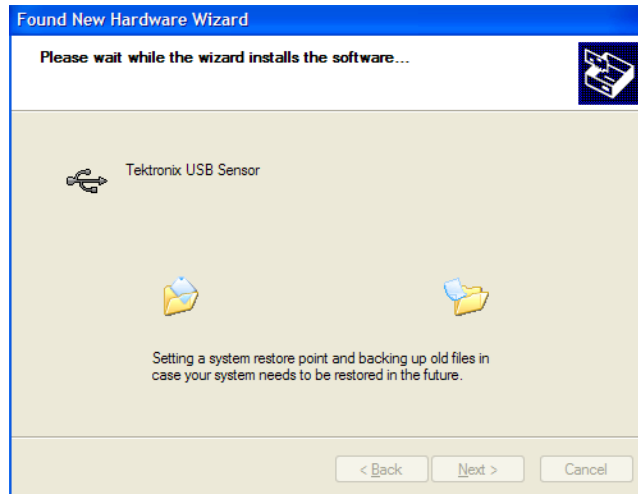 Found New Hardware Wizard
Please wait while the wizard installs the software...
Tektronix USB Sensor
Setting a system restore point and backing up old files in
case your system needs to be restored in the future.
< Back
Next >
Cancel